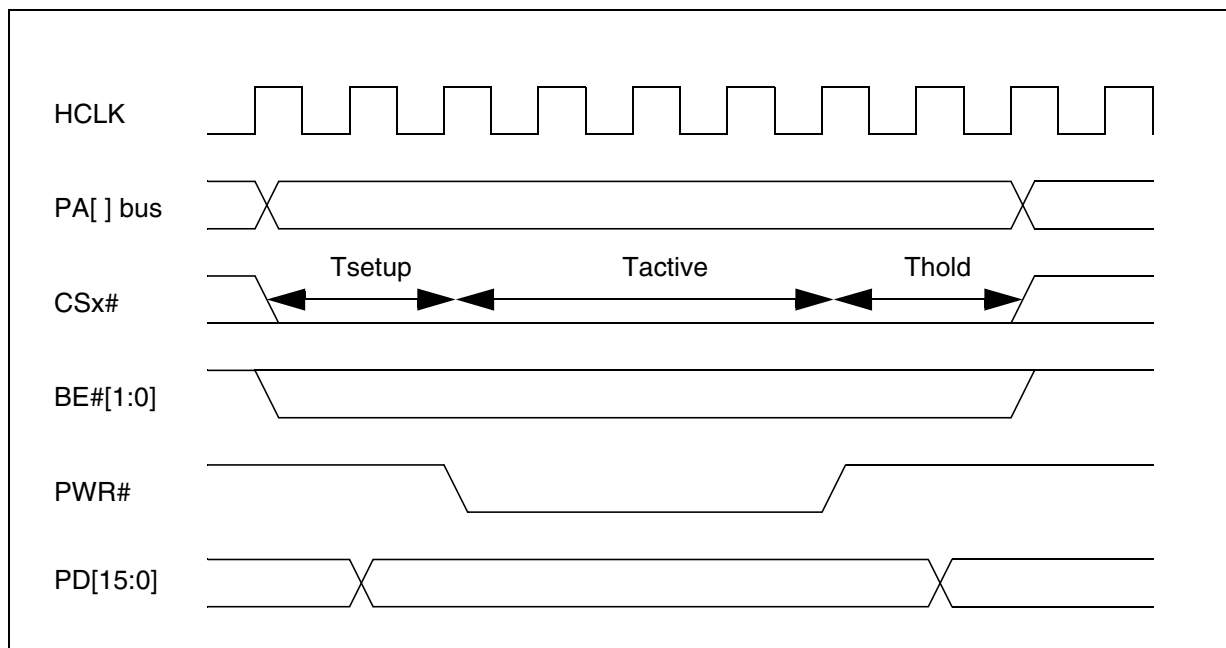 HCLK
PA[ ] bus
Tsetup Tactive Thold
CSx#
BE#[1:0]
PWR#
PD[15:0]